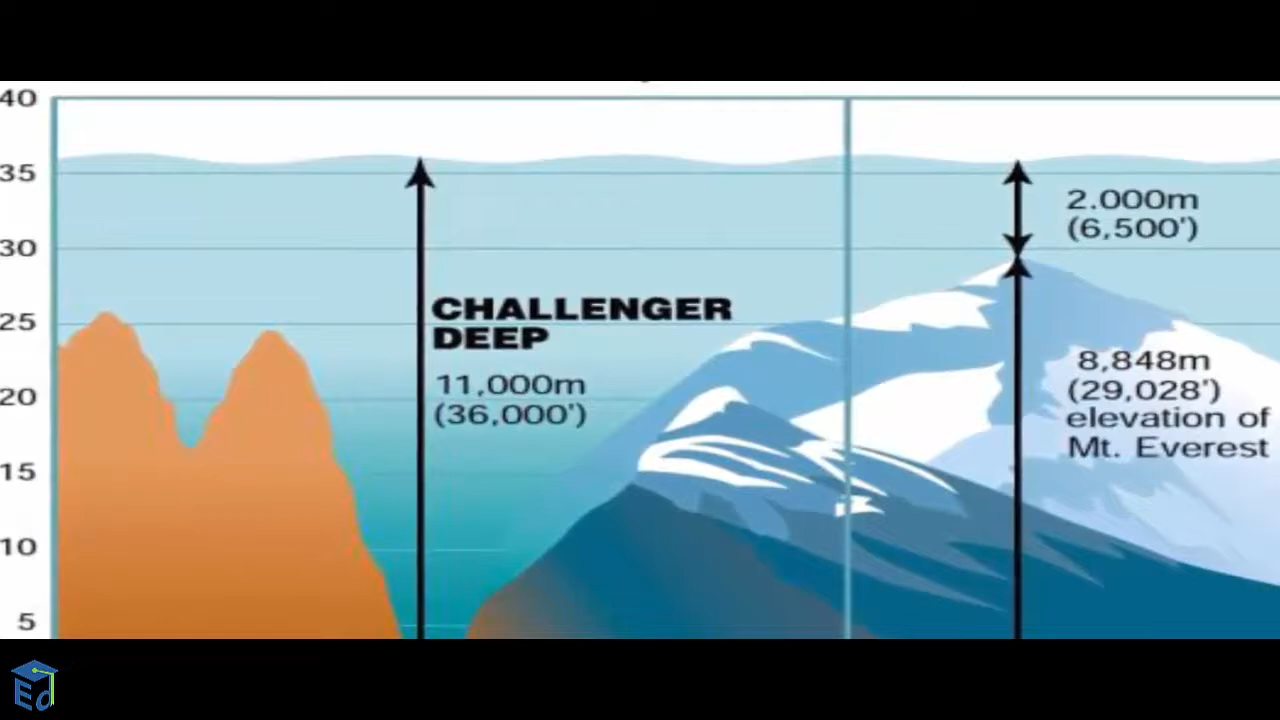 40
35
30
25
20
15
10
5
CHALLENGER
DEEP
11,000m
(36,000')
2.000m
(6,500')
8,848m
(29,028')
elevation of
Mt. Everest
Ed